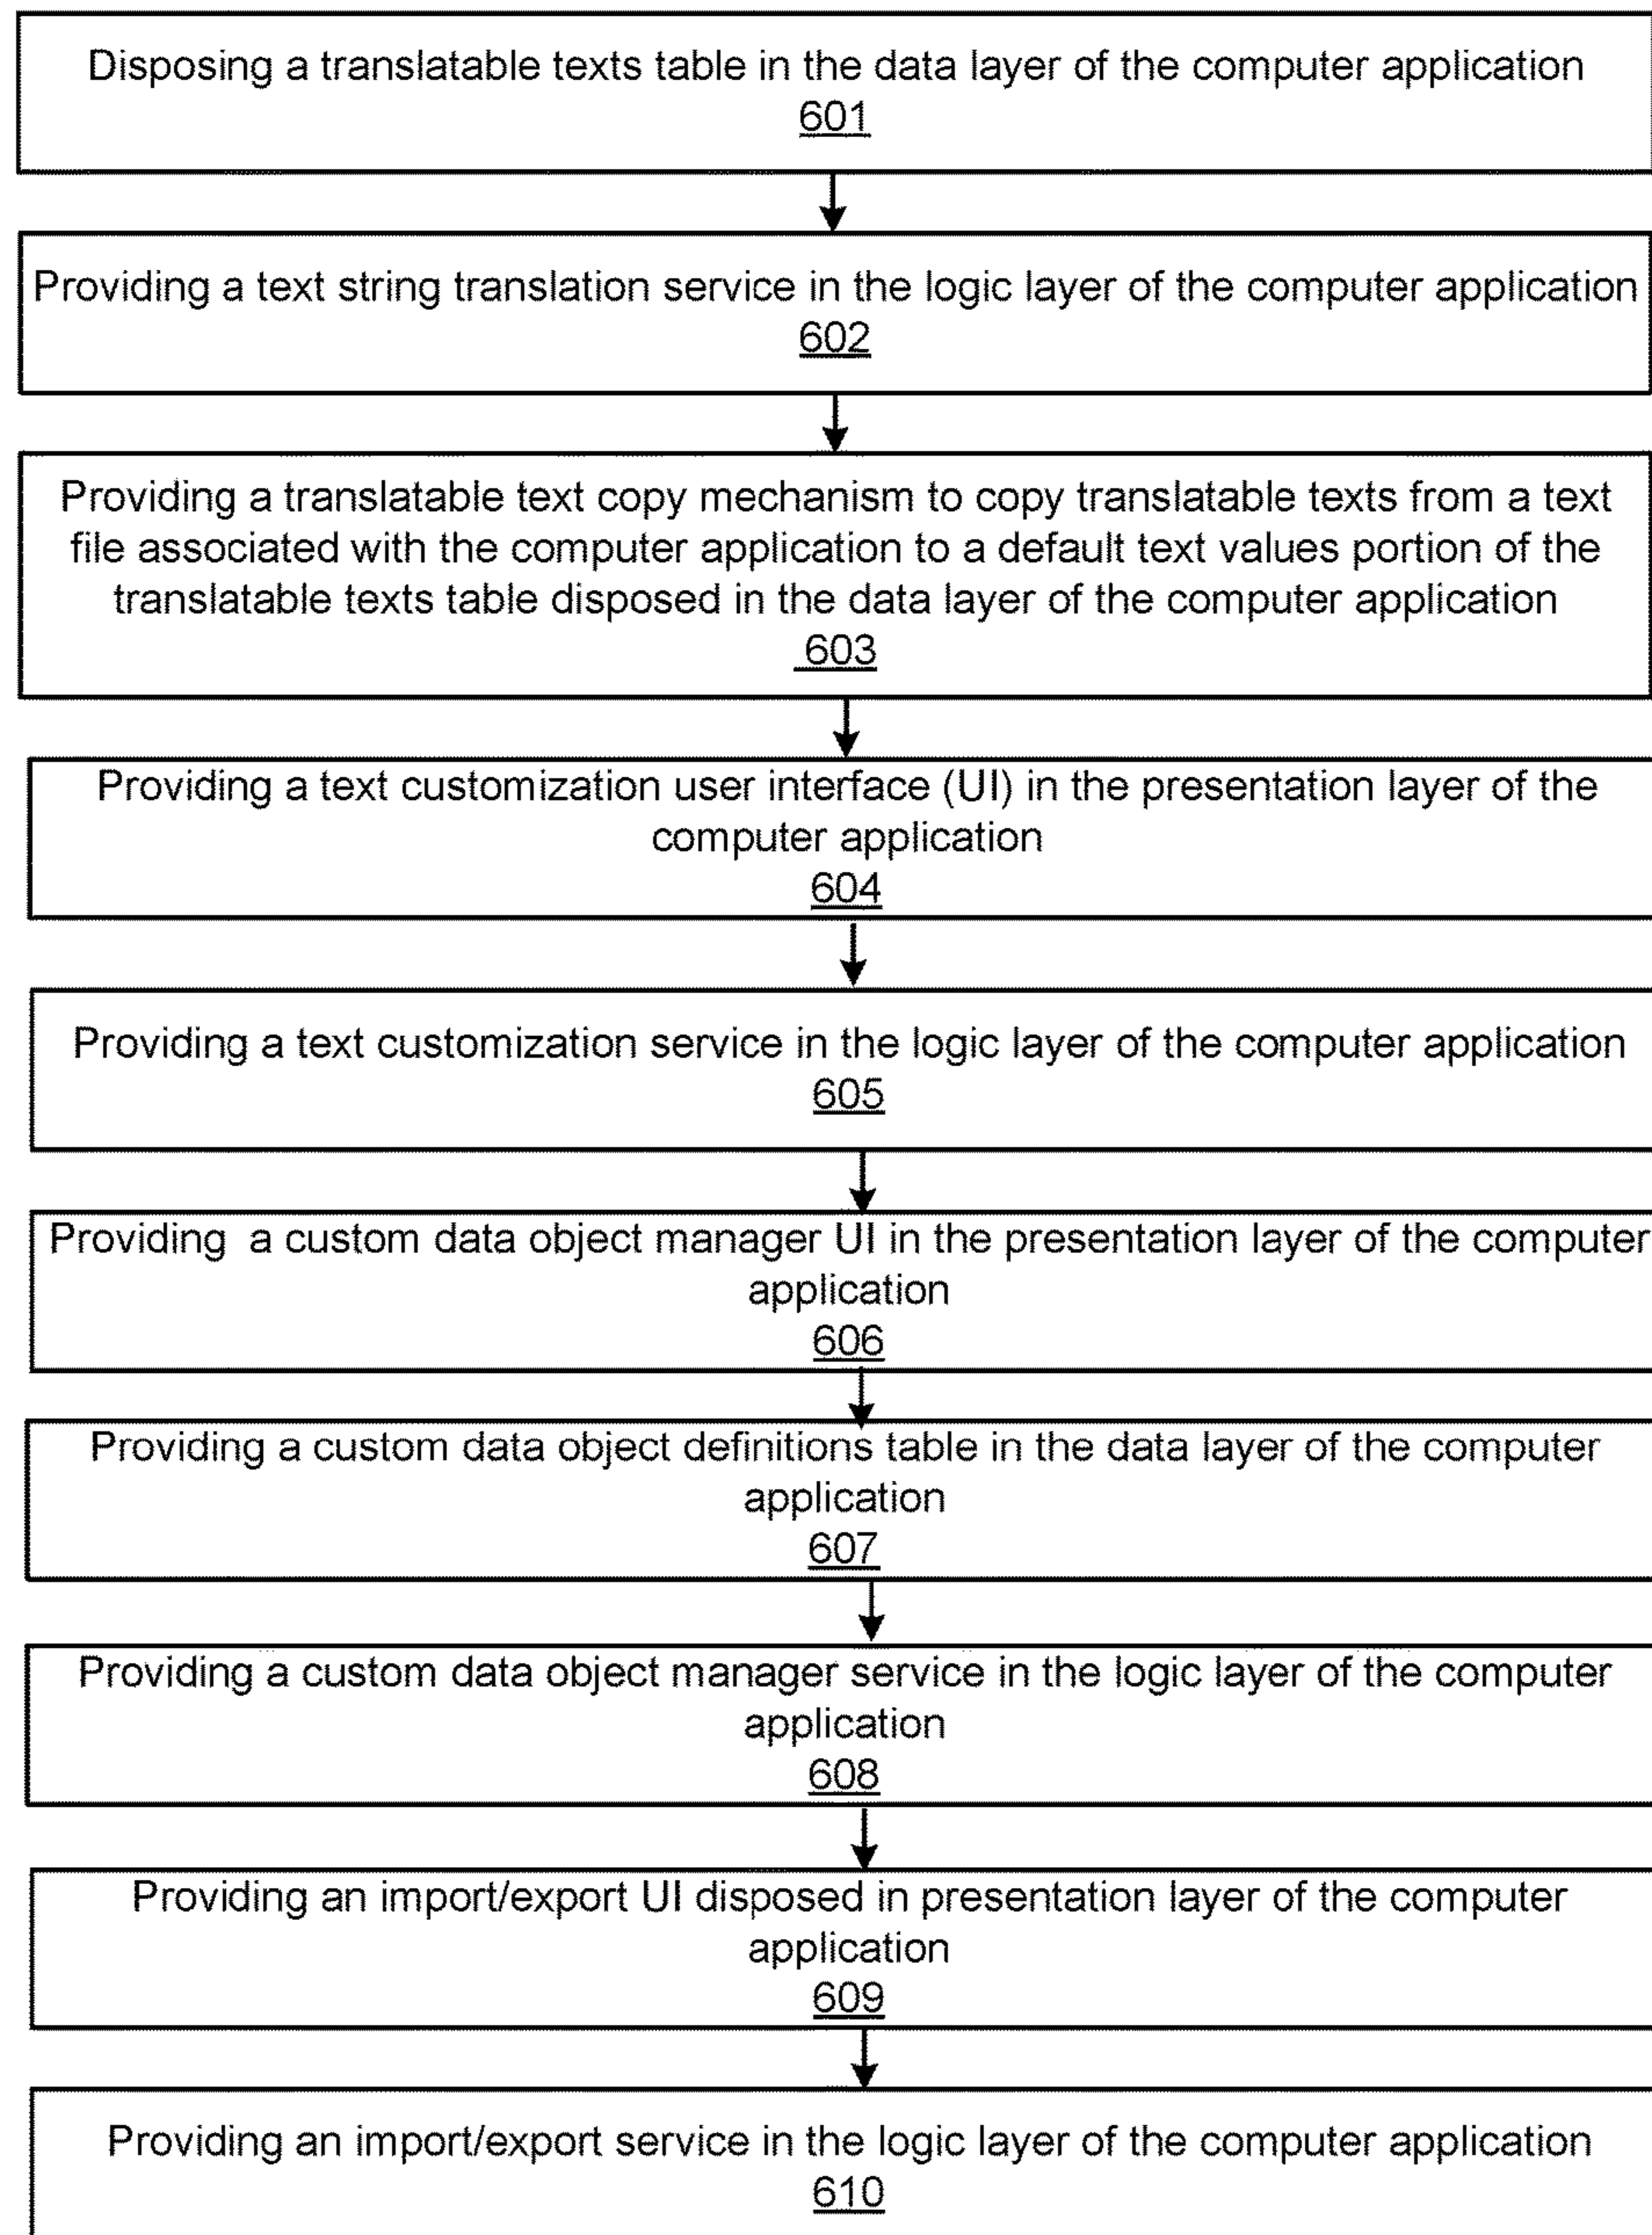 Disposing a translatable texts table in the data layer of the computer application
601
Providing a text string translation service in the logic layer of the computer application
602
Providing a translatable text copy mechanism to copy translatable texts from a text
file associated with the computer application to a default text values portion of the
translatable texts table disposed in the data layer of the computer application
603
Providing a text customization user interface (UI) in the presentation layer of the
computer application
604
Providing a text customization service in the logic layer of the computer application
605
Providing a custom data object manager UI in the presentation layer of the computer
application
606
Providing a custom data object definitions table in the data layer of the computer
application
607
Providing a custom data object manager service in the logic layer of the computer
application
608
Providing an import/export UI disposed in presentation layer of the computer
application
609
Providing an import/export service in the logic layer of the computer application
610